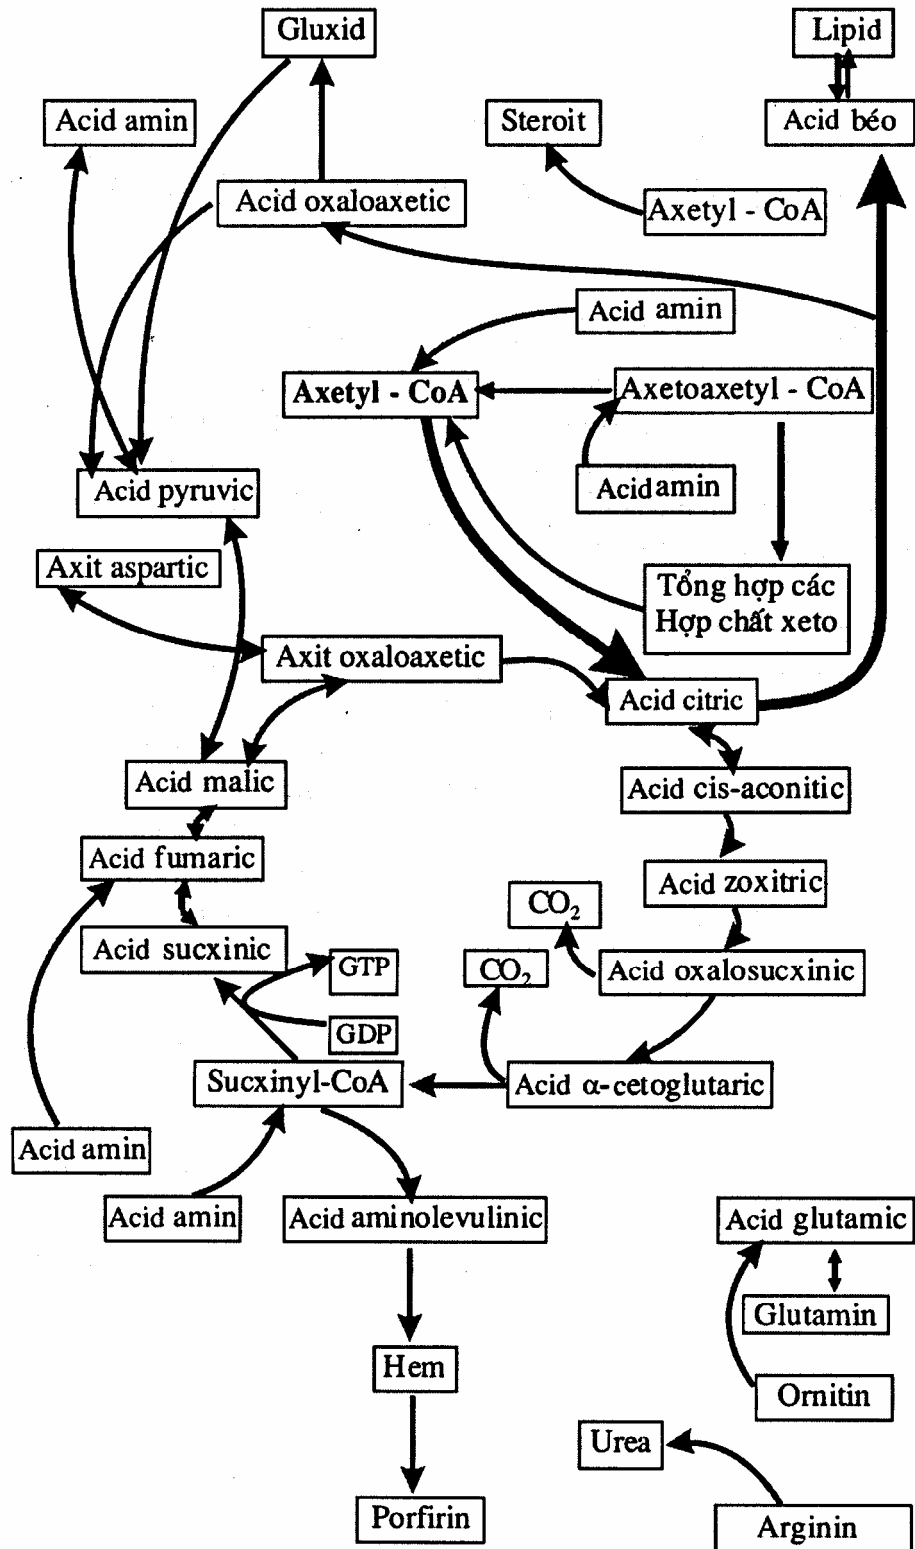 Gluxid
Lipid
Acid amin
Steroit
Acid béo
Acid oxaloaxetic
Axetyl - CoA
Acid amin
Axetyl - CoA
Axetoaxetyl - CoA
Acid pyruvic
Acid amin
Axit aspartic
Tổng hợp các
Hợp chất xeto
Axit oxaloaxetic
Acid citric
Acid malic
Acid cis-aconitic
Acid fumaric
Acid zoxitric
CO2
Acid sucxinic
GTP
CO2
Acid oxalosucxinic
GDP
Sucxinyl-CoA
Acid α-cetoglutaric
Acid amin
Acid amin
Acid aminolevulinic
Acid glutamic
Glutamin
Hem
Ornitin
Urea
Porfirin
Arginin